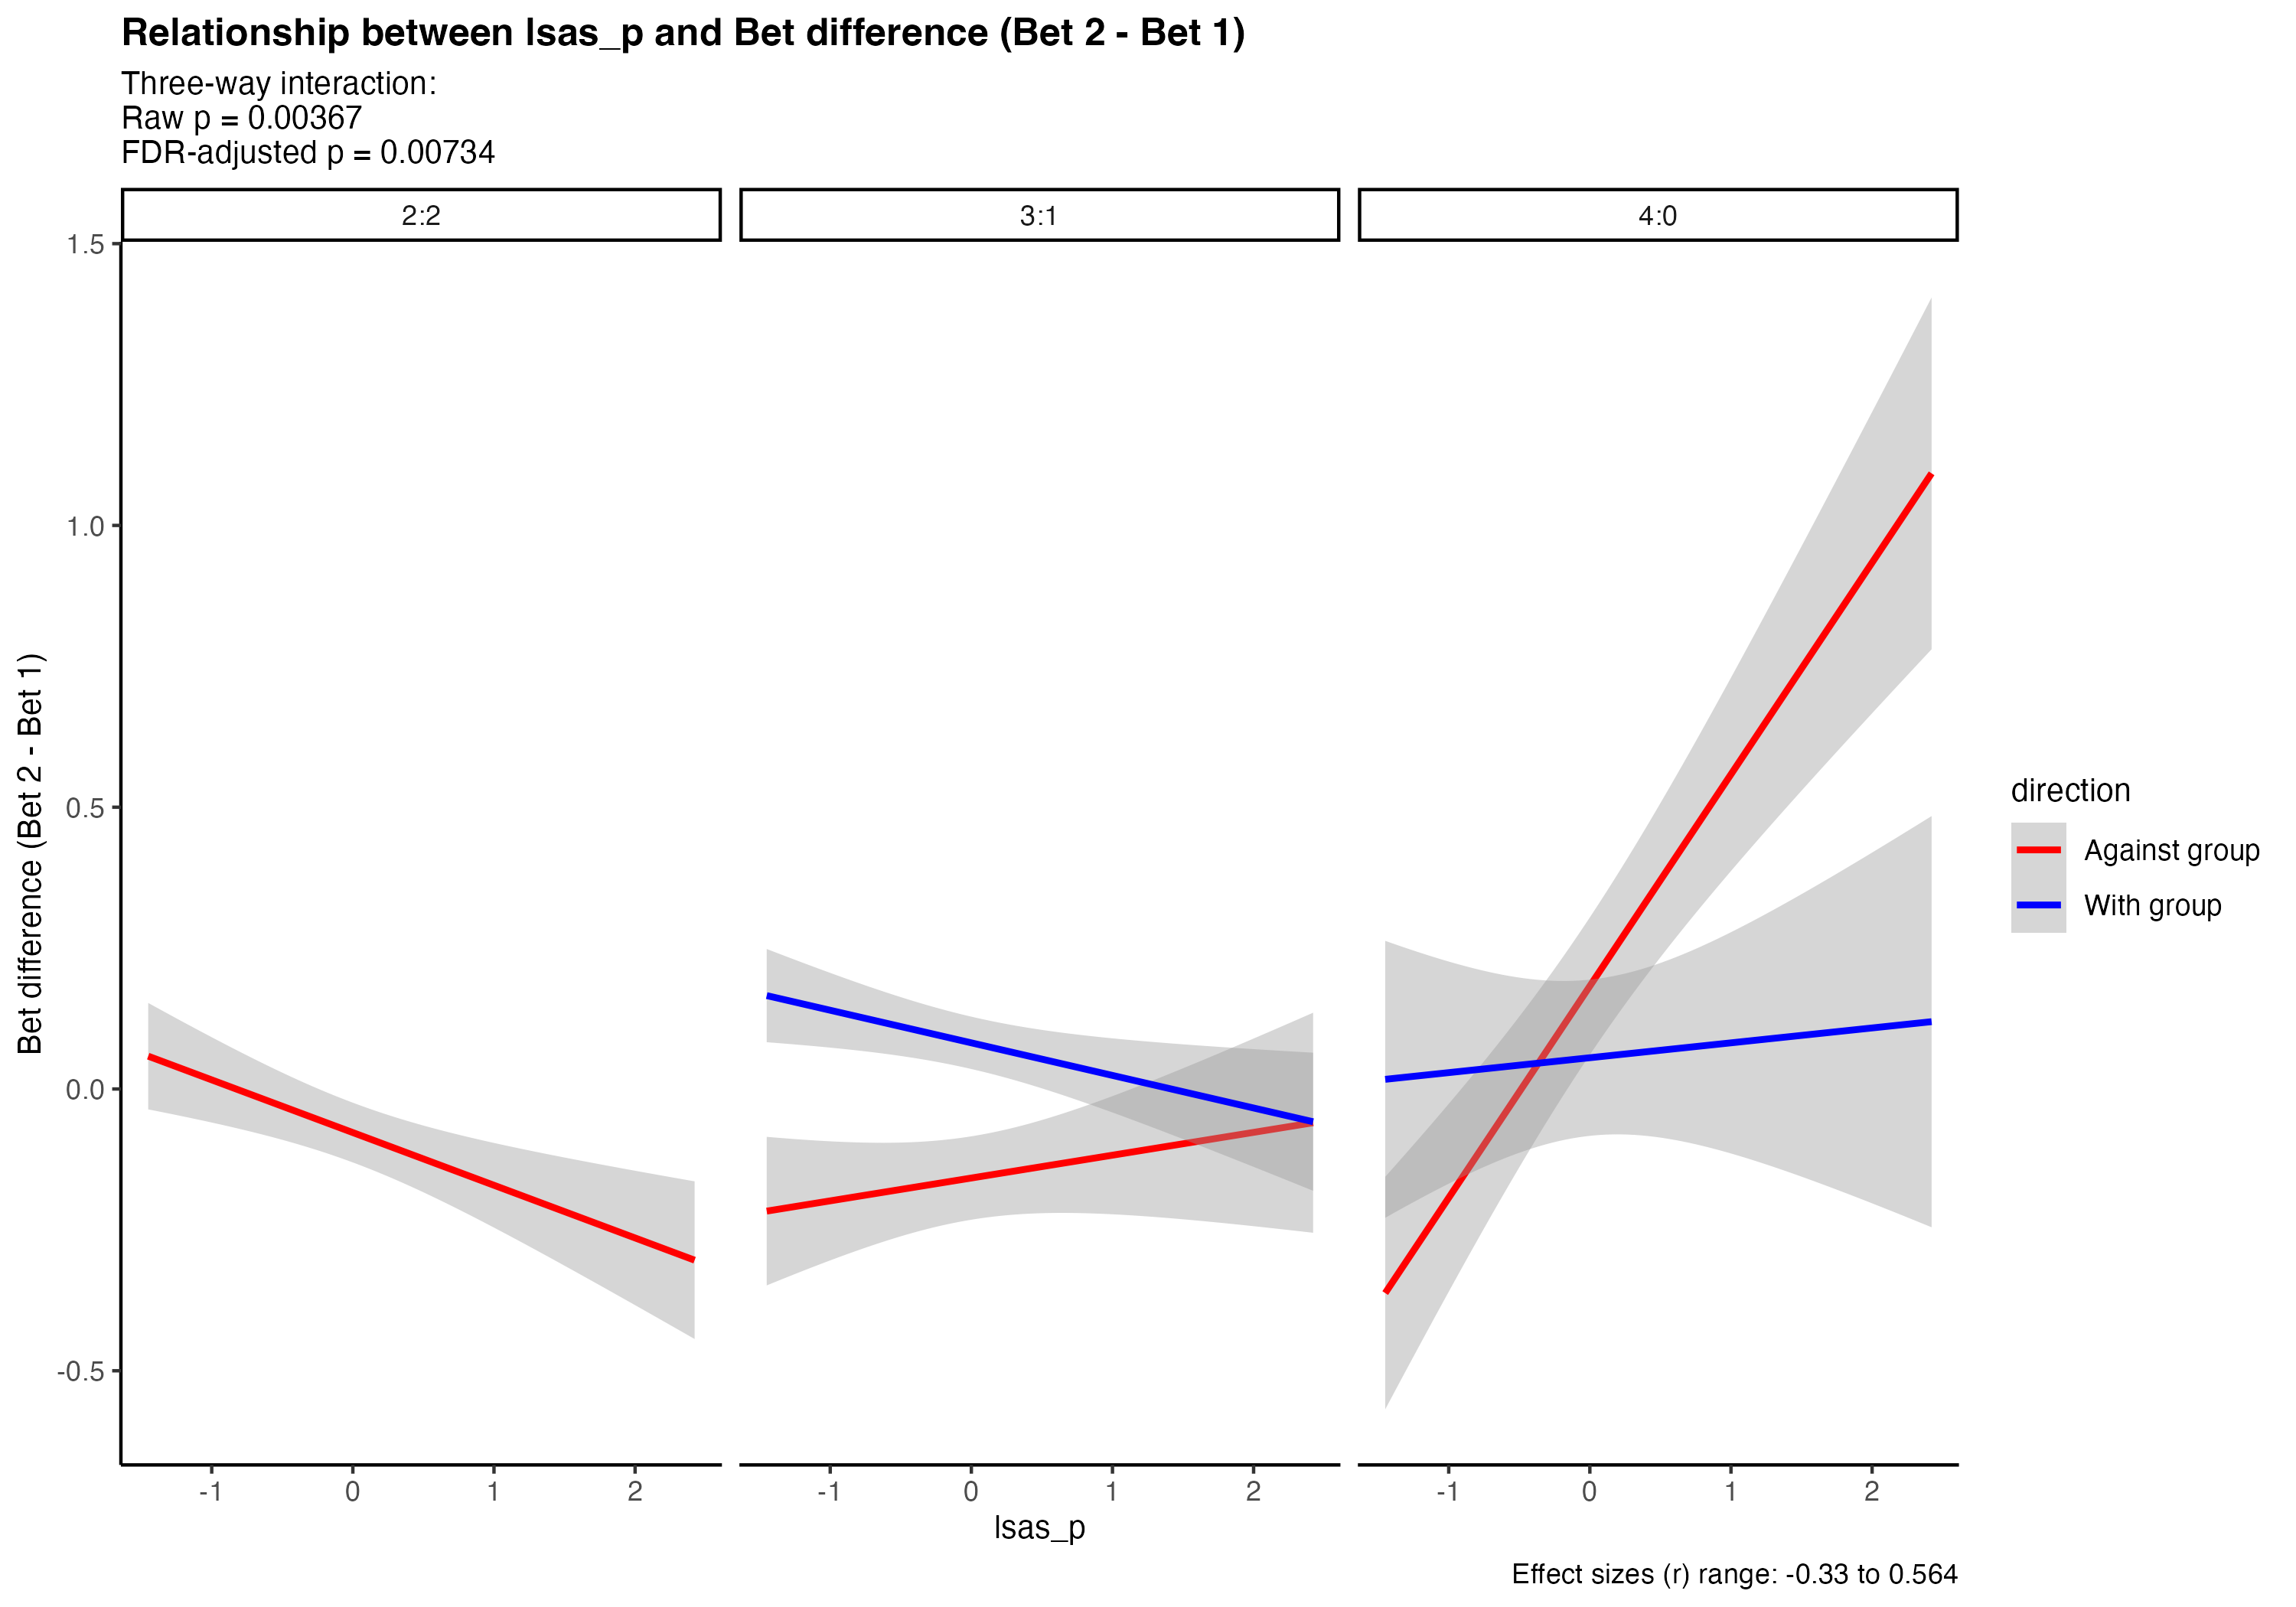 Relationship between lsas_p and Bet difference (Bet 2 - Bet 1)
Three-way interaction:
Raw p = 0.00367
FDR-adjusted p = 0.00734
2:2
3:1
4:0
1.5
1.0
0.5
0.0
-0.5
Bet difference (Bet 2 - Bet 1)
-1 0 1 2
-1 0 1 2
-1 0 1 2
lsas_p
direction
Against group
With group
Effect sizes (r) range: -0.33 to 0.564